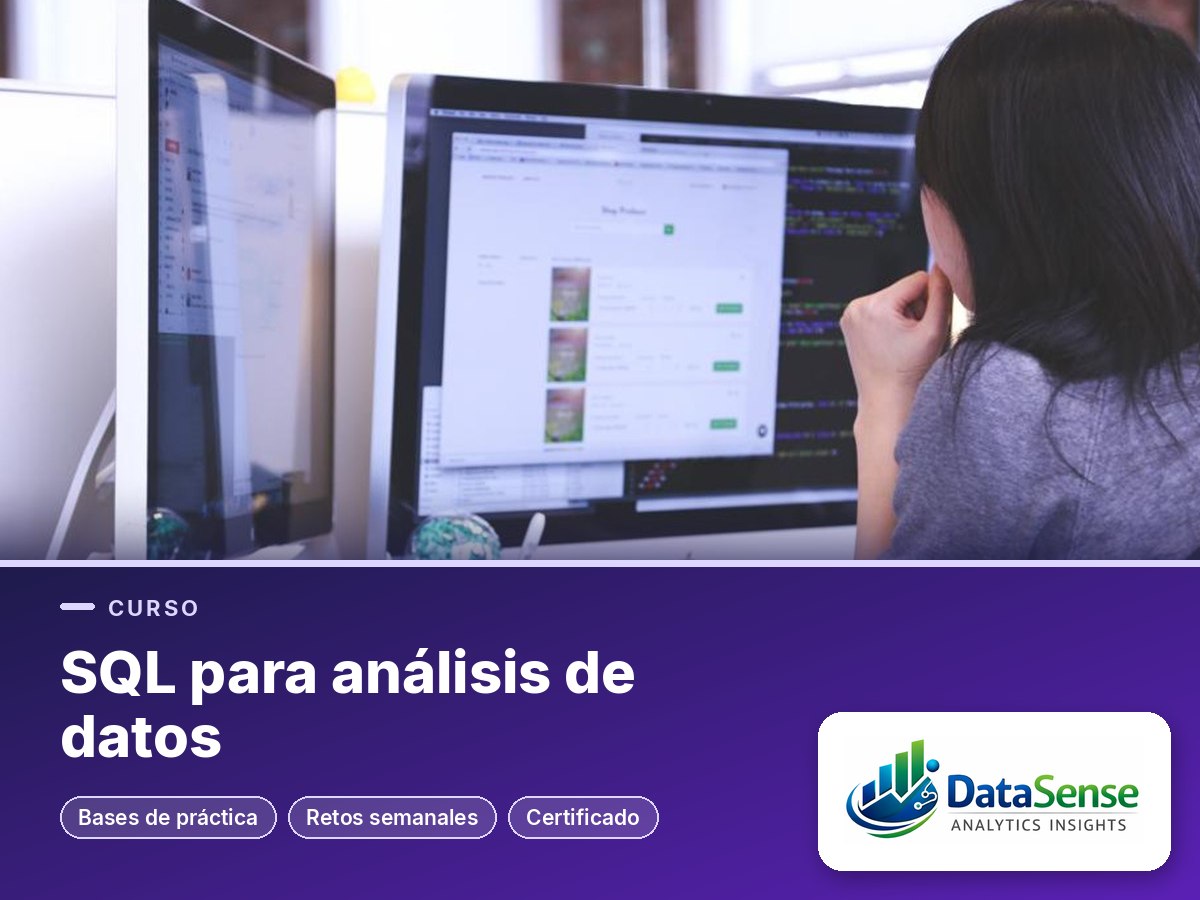 CURSO
SQL para análisis de
datos
Bases de práctica
Retos semanales
Certificado
DataSense
ANALYTICS INSIGHTS